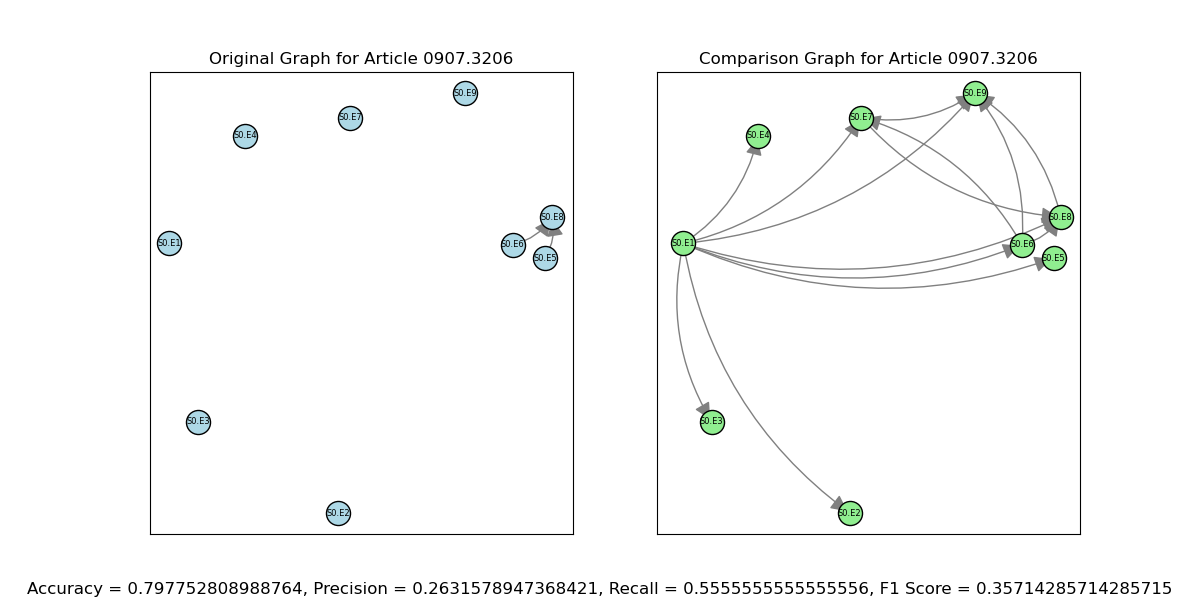 Original Graph for Article 0907.3206
Comparison Graph for Article 0907.3206
S0.E9
S0.E7
S0.E4
S0.E8
S0.E1
S0.E6
S0.E5
S0.E3
S0.E2
S0.E9
S0.E7
S0.E4
S0.E8
S0.E1
S0.E6
S0.E5
S0.E3
S0.E2
Accuracy = 0.797752808988764, Precision = 0.2631578947368421, Recall = 0.5555555555555556, F1 Score = 0.35714285714285715